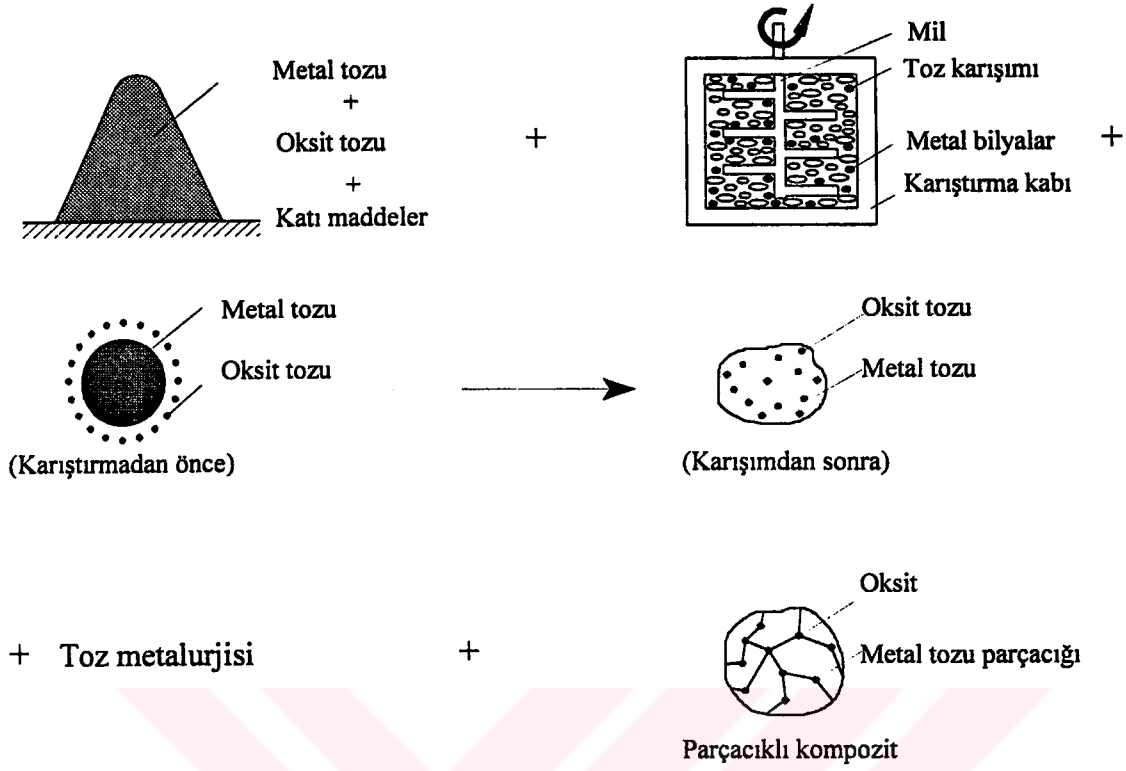 Metal tozu
+
Oksit tozu
+
Katı maddeler
+
Mil
Toz karışımı
Metal bilyalar
Karıştırma kabı
+
Metal tozu
Oksit tozu
(Karıştırmadan önce)
Oksit tozu
Metal tozu
(Karışımdan sonra)
+ Toz metalurjisi
+
Oksit
Metal tozu parçacığı
Parçacıklı kompozit